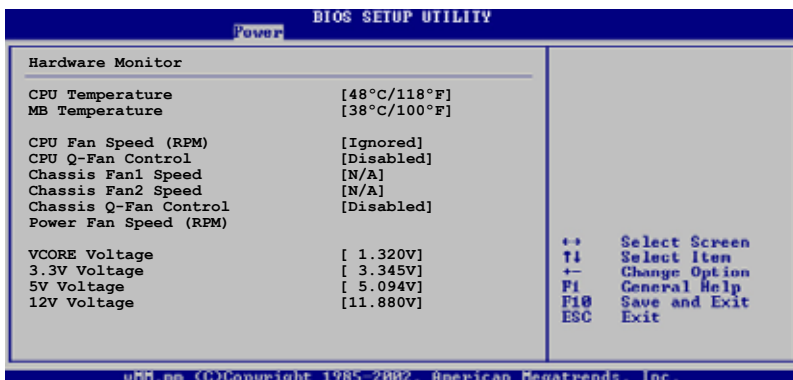 BIOS SETUP UTILITY
Power
Hardware Monitor
CPU Temperature [48°C/118°F]
MB Temperature [38°C/100°F]
CPU Fan Speed (RPM) [Ignored]
CPU Q-Fan Control [Disabled]
Chassis Fan1 Speed [N/A]
Chassis Fan2 Speed [N/A]
Chassis Q-Fan Control [Disabled]
Power Fan Speed (RPM)
VCORE Voltage [ 1.320V]
3.3V Voltage [ 3.345V]
5V Voltage [ 5.094V]
12V Voltage [11.880V]
↔ Select Screen
↑↓ Select Item
+- Change Option
F1 General Help
F10 Save and Exit
ESC Exit
(C)Copyright 1985-2002, American Megatrends, Inc.